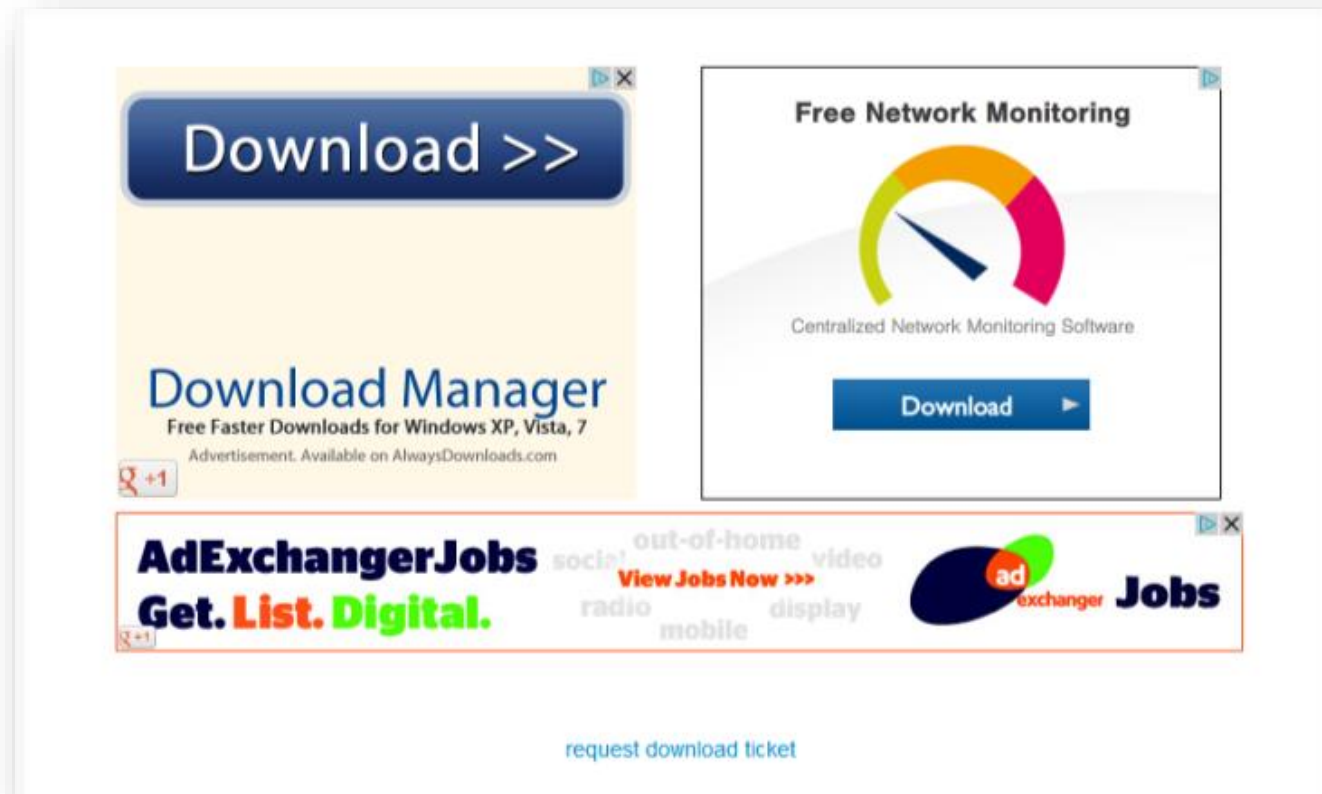 Download >>
Download Manager
Free Faster Downloads for Windows XP, Vista, 7
Advertisement. Available on AlwaysDownloads.com
g +1
Free Network Monitoring
Centralized Network Monitoring Software
Download
AdExchangerJobs
Get. List. Digital.
g +1
out-of-home
social
video
View Jobs Now >>>
radio
display
mobile
ad
exchanger
Jobs
request download ticket